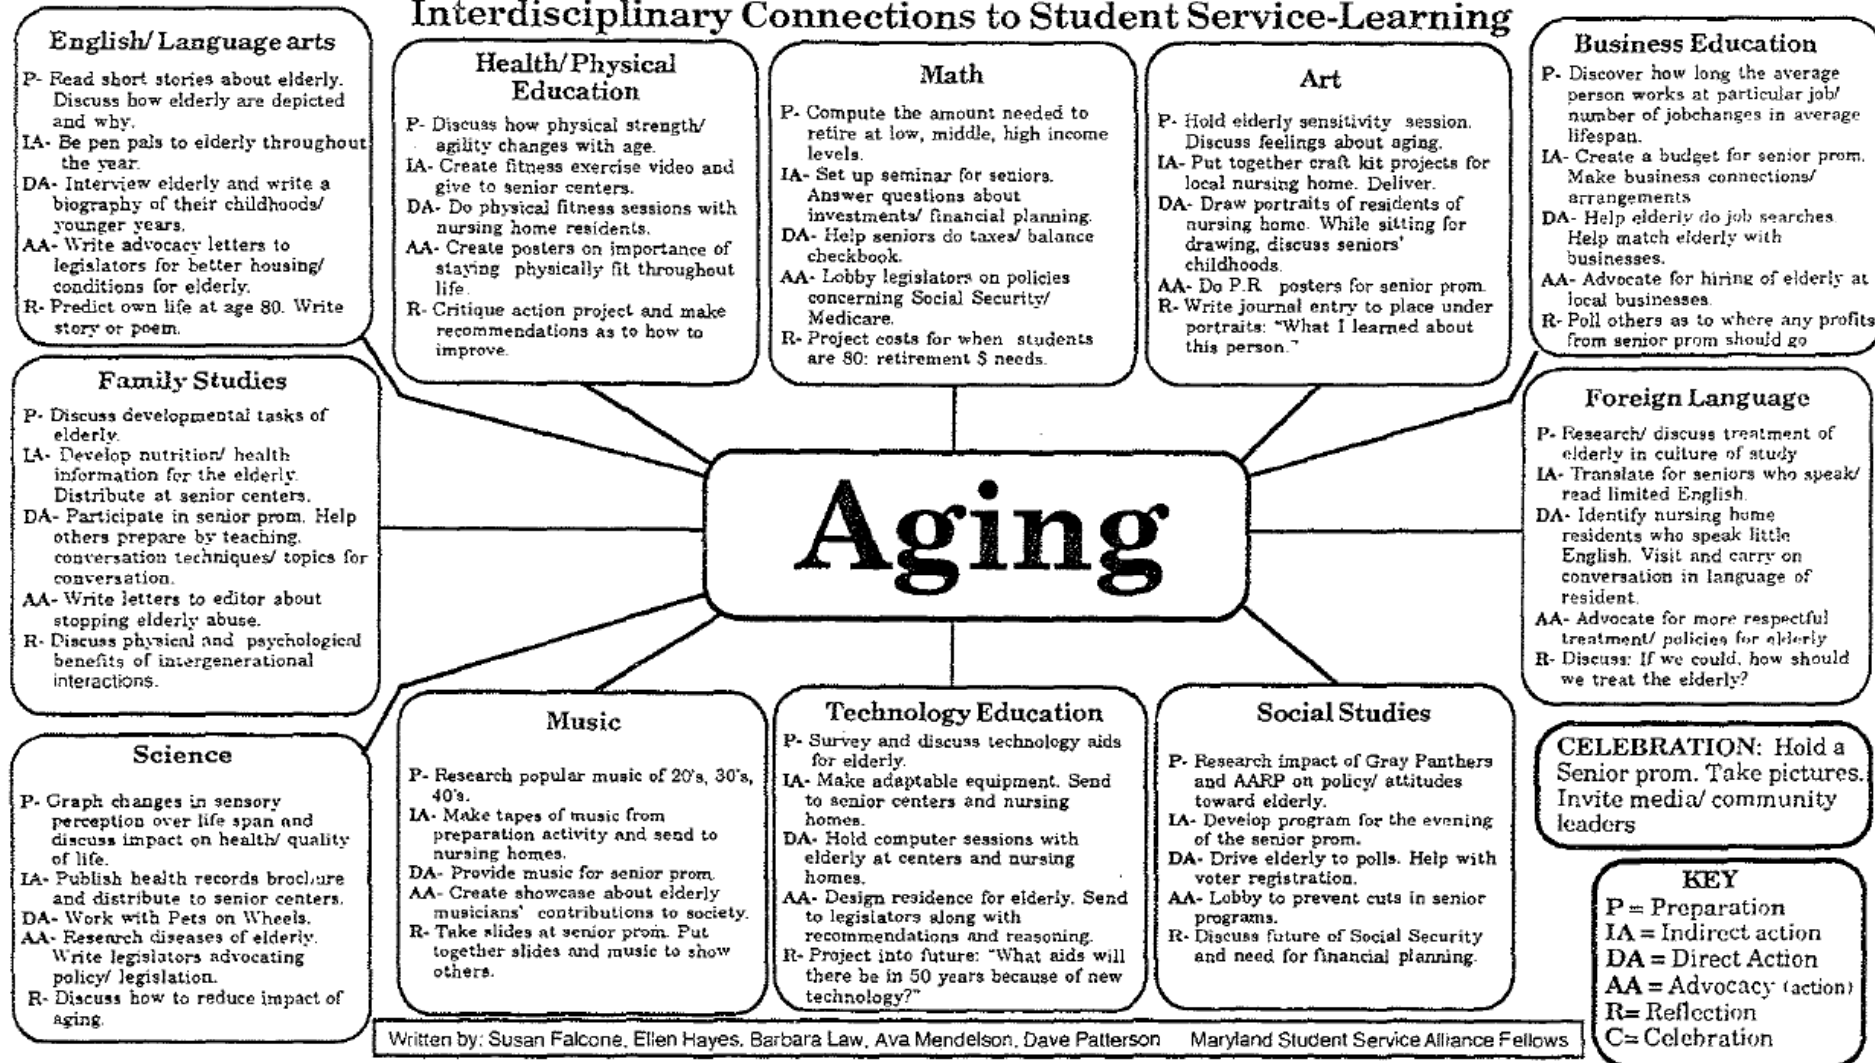 Interdisciplinary Connections to Student Service-Learning
English/Language arts
P- Read short stories about elderly.
Discuss how elderly are depicted
and why.
IA- Be pen pals to elderly throughout
the year.
DA- Interview elderly and write a
biography of their childhoods/
younger years.
AA- Write advocacy letters to
legislators for better housing/
conditions for elderly.
R- Predict own life at age 80. Write
story or poem.
Health/Physical
Education
P- Discuss how physical strength/
agility changes with age.
IA- Create fitness exercise video and
give to senior centers.
DA- Do physical fitness sessions with
nursing home residents.
AA- Create posters on importance of
staying physically fit throughout
life.
R- Critique action project and make
recommendations as to how to
improve.
Math
P- Compute the amount needed to
retire at low, middle, high income
levels.
IA- Set up seminar for seniors.
Answer questions about
investments/ financial planning.
DA- Help seniors do taxes/ balance
checkbook.
AA- Lobby legislators on policies
concerning Social Security/
Medicare.
R- Project costs for when students
are 80: retirement $ needs.
Art
P- Hold elderly sensitivity session.
Discuss feelings about aging.
IA- Put together craft kit projects for
local nursing home. Deliver.
DA- Draw portraits of residents of
nursing home. While sitting for
drawing, discuss seniors'
childhoods.
AA- Do P.R posters for senior prom.
R- Write journal entry to place under
portraits: "What I learned about
this person."
Business Education
P- Discover how long the average
person works at particular job/
number of jobchanges in average
lifespan.
IA- Create a budget for senior prom.
Make business connections/
arrangements
DA- Help elderly do job searches.
Help match elderly with
businesses.
AA- Advocate for hiring of elderly at
local businesses.
R- Poll others as to where any profits
from senior prom should go
Family Studies
P- Discuss developmental tasks of
elderly.
IA- Develop nutrition/ health
information for the elderly.
Distribute at senior centers.
DA- Participate in senior prom. Help
others prepare by teaching,
conversation techniques/ topics for
conversation.
AA- Write letters to editor about
stopping elderly abuse.
R- Discuss physical and psychological
benefits of intergenerational
interactions.
Aging
Foreign Language
P- Research/ discuss treatment of
elderly in culture of study
IA- Translate for seniors who speak/
read limited English.
DA- Identify nursing home
residents who speak little
English. Visit and carry on
conversation in language of
resident.
AA- Advocate for more respectful
treatment/ policies for elderly
R- Discuss: If we could, how should
we treat the elderly?
Science
P- Graph changes in sensory
perception over life span and
discuss impact on health/ quality
of life.
IA- Publish health records brochure
and distribute to senior centers.
DA- Work with Pets on Wheels.
AA- Research diseases of elderly.
Write legislators advocating
policy/ legislation.
R- Discuss how to reduce impact of
aging.
Music
P- Research popular music of 20's, 30's,
40's.
IA- Make tapes of music from
preparation activity and send to
nursing homes.
DA- Provide music for senior prom.
AA- Create showcase about elderly
musicians' contributions to society.
R- Take slides at senior prom. Put
together slides and music to show
others.
Technology Education
P- Survey and discuss technology aids
for elderly.
IA- Make adaptable equipment. Send
to senior centers and nursing
homes.
DA- Hold computer sessions with
elderly at centers and nursing
homes.
AA- Design residence for elderly. Send
to legislators along with
recommendations and reasoning.
R- Project into future: "What aids will
there be in 50 years because of new
technology?"
Social Studies
P- Research impact of Gray Panthers
and AARP on policy/ attitudes
toward elderly.
IA- Develop program for the evening
of the senior prom.
DA- Drive elderly to polls. Help with
voter registration.
AA- Lobby to prevent cuts in senior
programs.
R- Discuss future of Social Security
and need for financial planning.
CELEBRATION: Hold a
Senior prom. Take pictures.
Invite media/ community
leaders
KEY
P = Preparation
IA = Indirect action
DA = Direct Action
AA = Advocacy (action)
R= Reflection
C= Celebration
Written by: Susan Falcone, Ellen Hayes, Barbara Law, Ava Mendelson, Dave Patterson Maryland Student Service Alliance Fellows